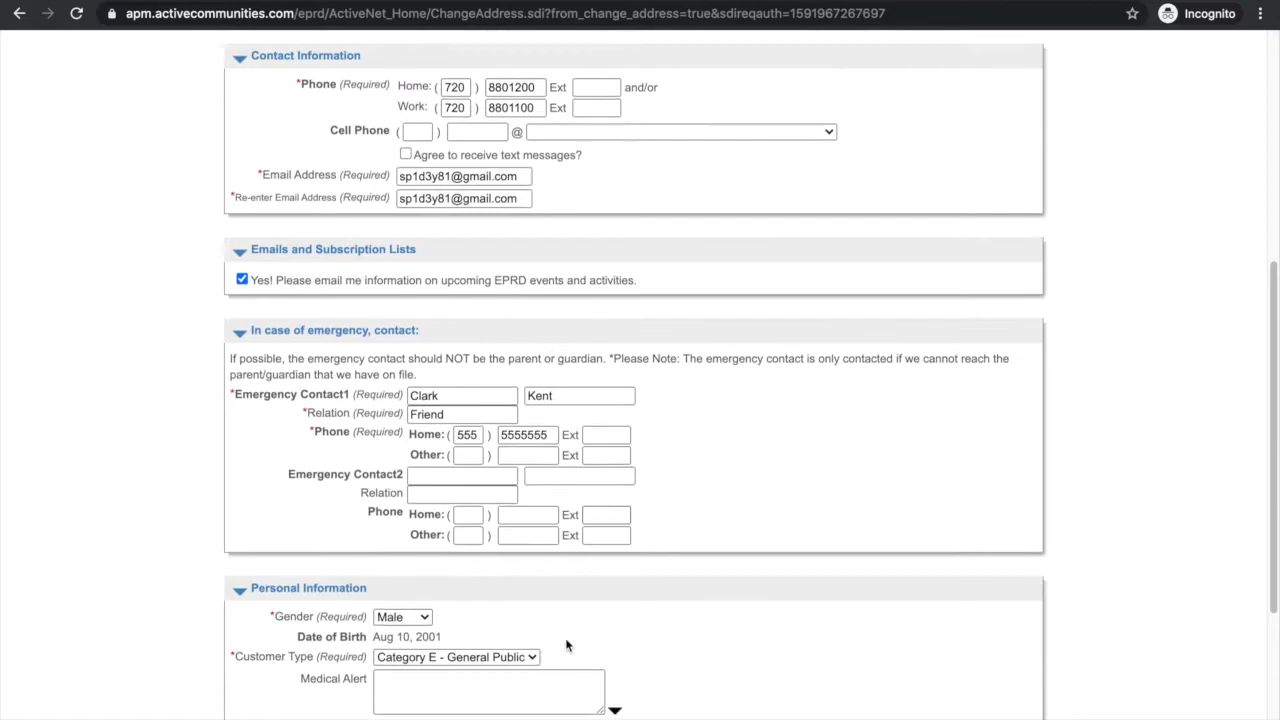 apm.activecommunities.com/eprd/ActiveNet_Home/ChangeAddress.sdi?from_change_address=true&sdireqauth=1591967267697 Incognito
Contact Information
*Phone (Required) Home: ( 720 ) 8801200 Ext and/or
Work: ( 720 ) 8801100 Ext
Cell Phone ( ) @
Agree to receive text messages?
*Email Address (Required) sp1d3y81@gmail.com
*Re-enter Email Address (Required) sp1d3y81@gmail.com
Emails and Subscription Lists
Yes! Please email me information on upcoming EPRD events and activities.
In case of emergency, contact:
If possible, the emergency contact should NOT be the parent or guardian. *Please Note: The emergency contact is only contacted if we cannot reach the
parent/guardian that we have on file.
*Emergency Contact1 (Required) Clark Kent
*Relation (Required) Friend
*Phone (Required) Home: ( 555 ) 5555555 Ext
Other: ( ) Ext
Emergency Contact2
Relation
Phone Home: ( ) Ext
Other: ( ) Ext
Personal Information
*Gender (Required) Male
Date of Birth Aug 10, 2001
*Customer Type (Required) Category E - General Public
Medical Alert